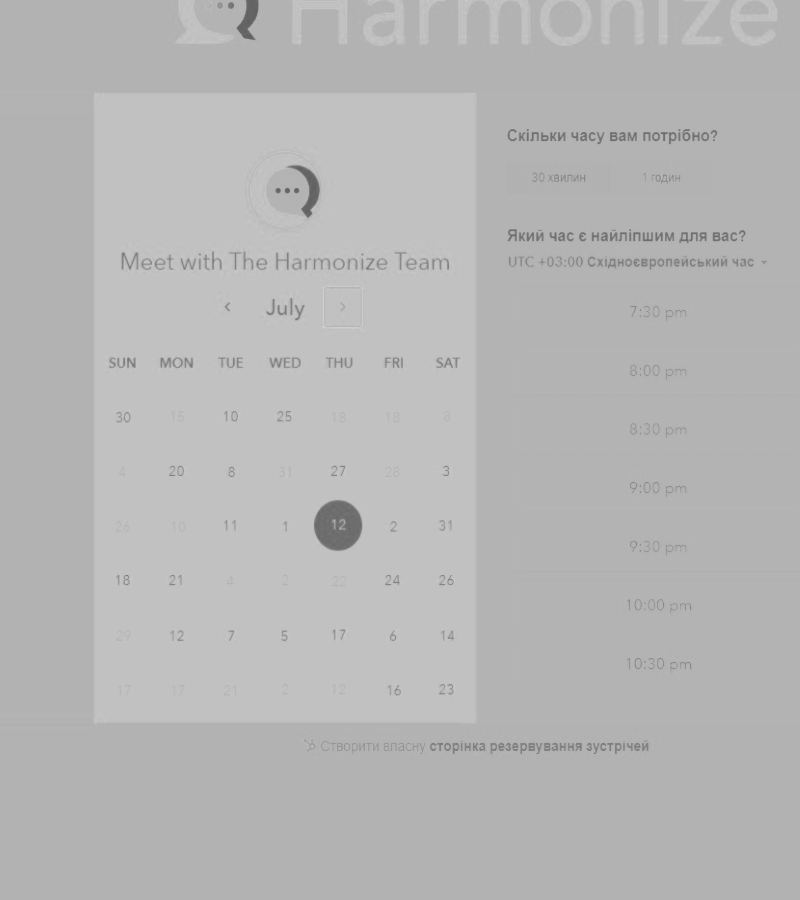 Harmonize
Meet with The Harmonize Team
July
SUN MON TUE WED THU FRI SAT
30 15 10 25 18 18 8
4 20 8 31 27 28 3
26 10 11 1 12 2 31
18 21 4 2 22 24 26
29 12 7 5 17 6 14
17 17 21 2 12 16 23
Скільки часу вам потрібно?
30 хвилин 1 годин
Який час є найліпшим для вас?
UTC +03:00 Східноєвропейський час
7:30 pm
8:00 pm
8:30 pm
9:00 pm
9:30 pm
10:00 pm
10:30 pm
Створити власну сторінка резервування зустрічей